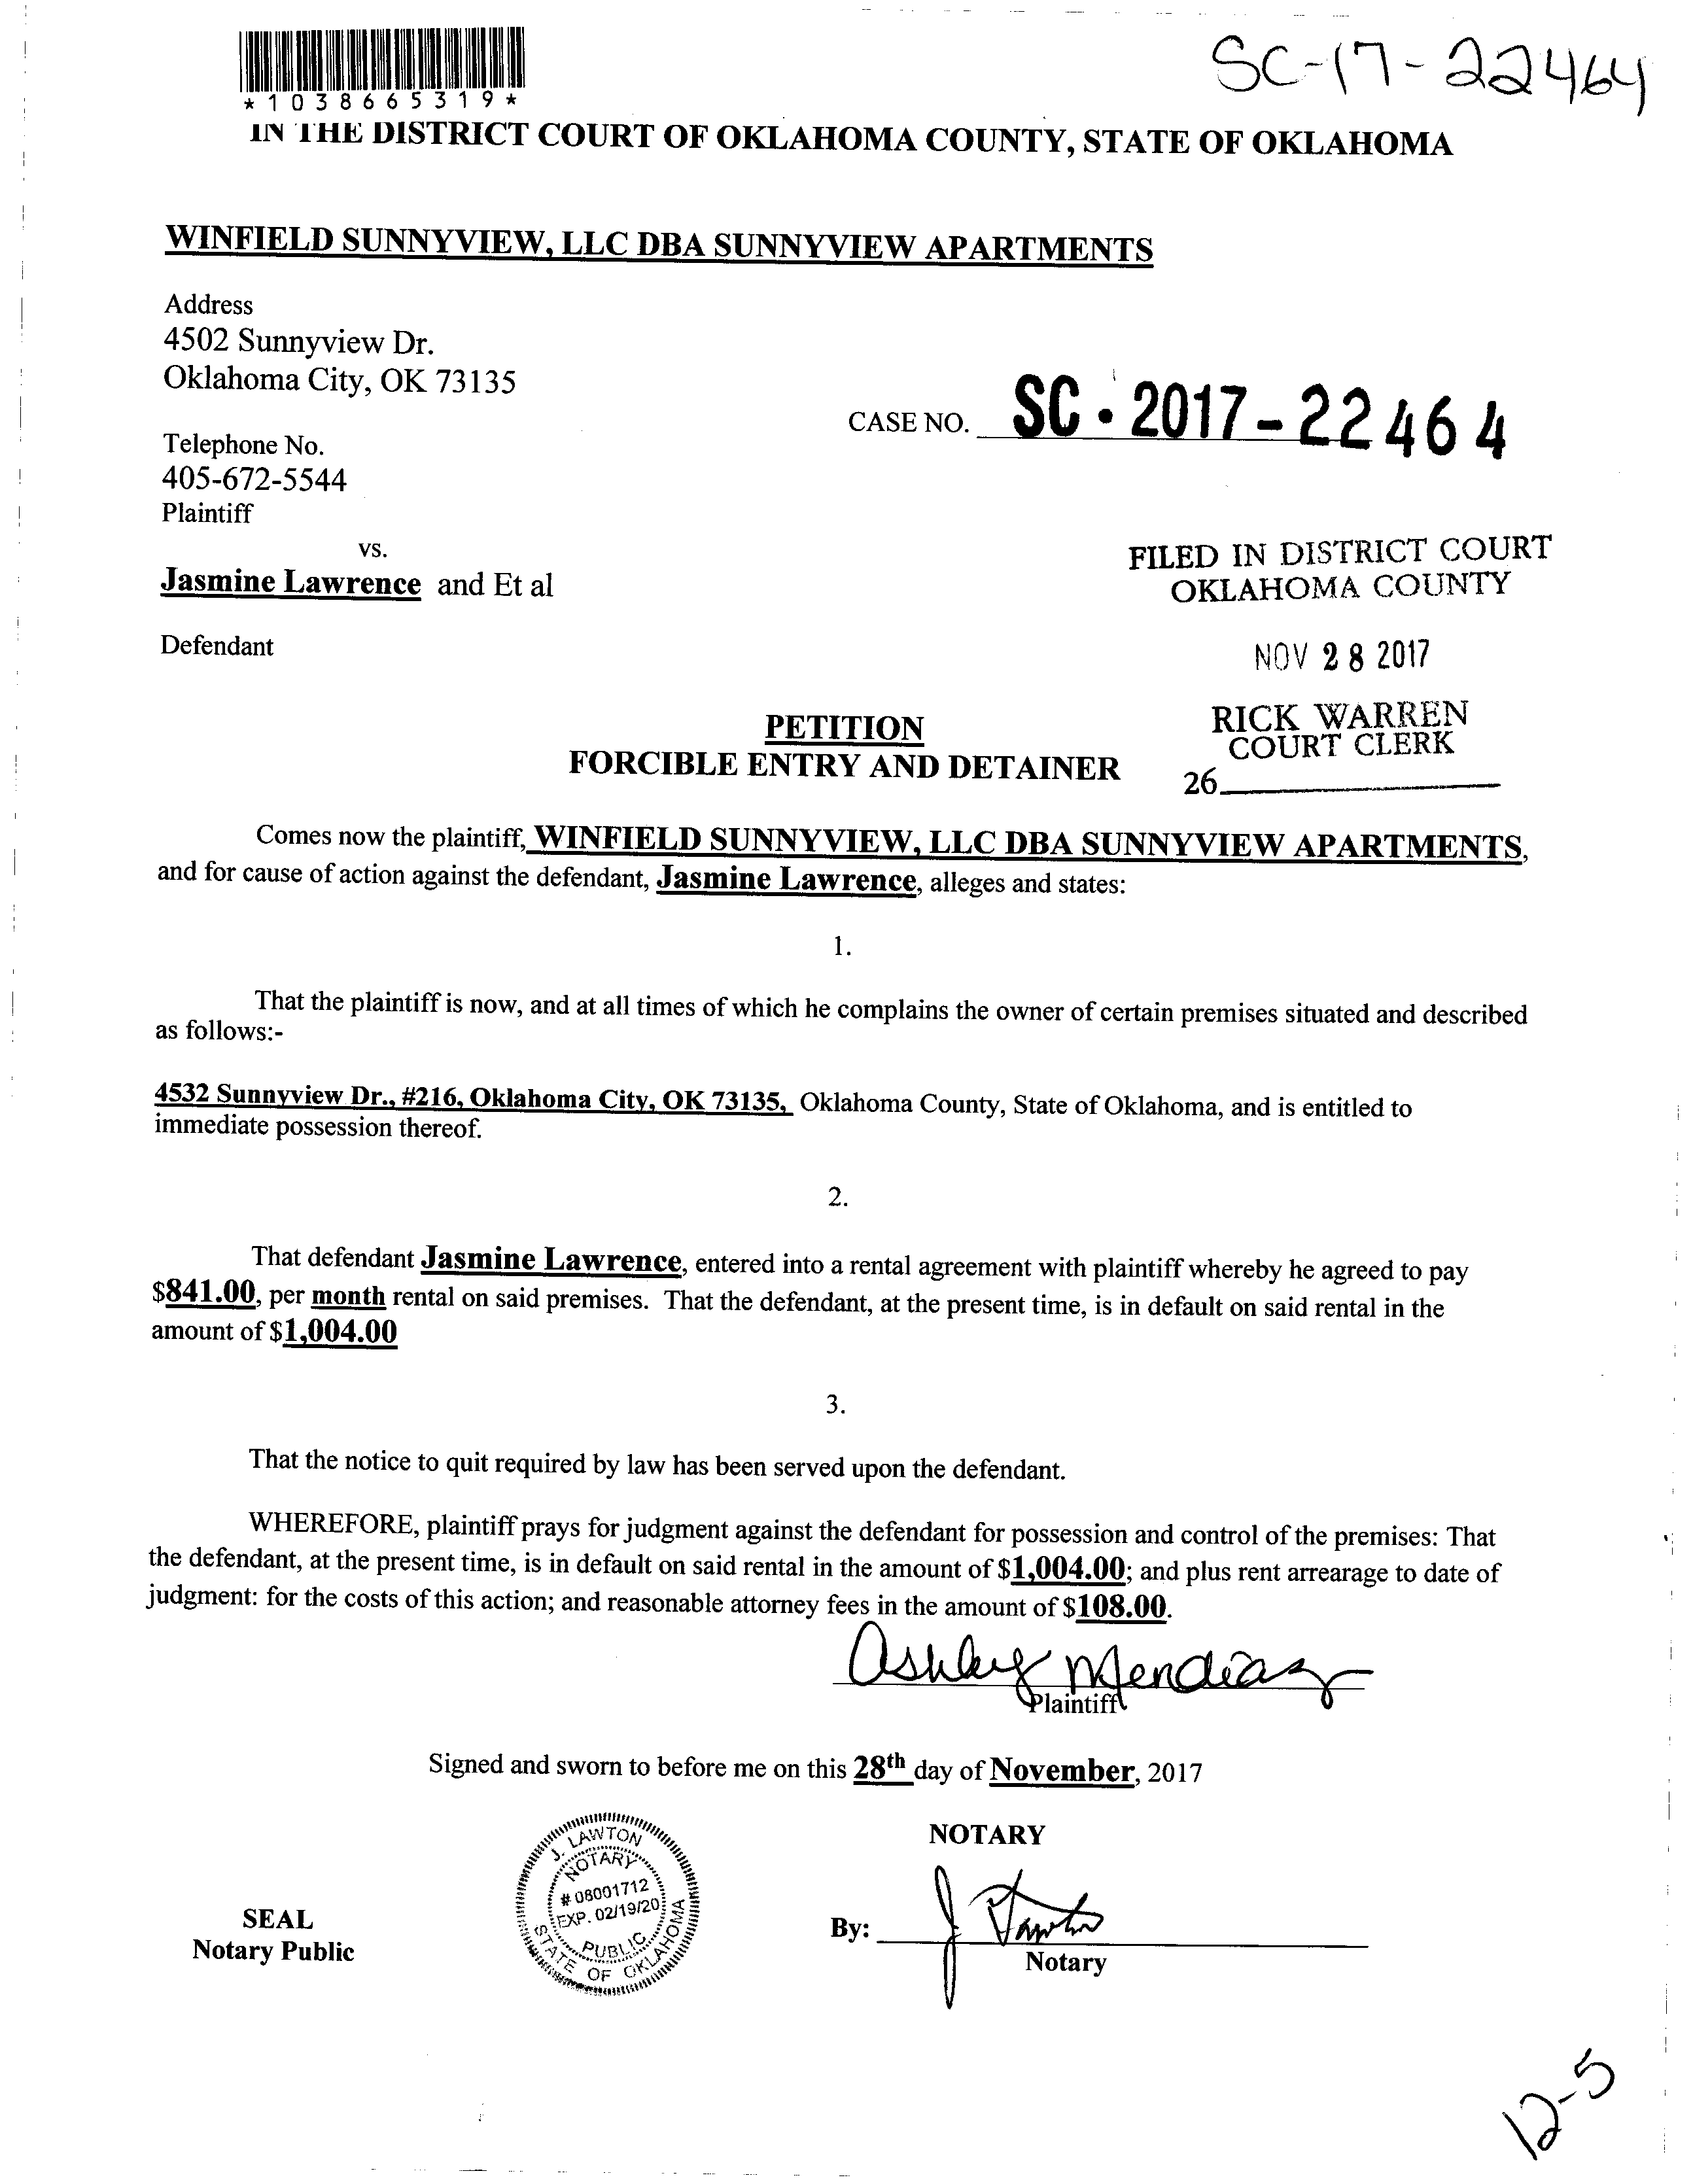 SC-17-22464
*1038665319*
IN THE DISTRICT COURT OF OKLAHOMA COUNTY, STATE OF OKLAHOMA
WINFIELD SUNNYVIEW, LLC DBA SUNNYVIEW APARTMENTS
Address
4502 Sunnyview Dr.
Oklahoma City, OK 73135
CASE NO. SC-2017-22464
Telephone No.
405-672-5544
Plaintiff
vs.
Jasmine Lawrence and Et al
Defendant
FILED IN DISTRICT COURT
OKLAHOMA COUNTY
NOV 28 2017
RICK WARREN
COURT CLERK
26
PETITION
FORCIBLE ENTRY AND DETAINER
Comes now the plaintiff, WINFIELD SUNNYVIEW, LLC DBA SUNNYVIEW APARTMENTS,
and for cause of action against the defendant, Jasmine Lawrence, alleges and states:
1.
That the plaintiff is now, and at all times of which he complains the owner of certain premises situated and described
as follows:-
4532 Sunnyview Dr., #216, Oklahoma City, OK 73135, Oklahoma County, State of Oklahoma, and is entitled to
immediate possession thereof.
2.
That defendant Jasmine Lawrence, entered into a rental agreement with plaintiff whereby he agreed to pay
$841.00, per month rental on said premises. That the defendant, at the present time, is in default on said rental in the
amount of $1,004.00
3.
That the notice to quit required by law has been served upon the defendant.
WHEREFORE, plaintiff prays for judgment against the defendant for possession and control of the premises: That
the defendant, at the present time, is in default on said rental in the amount of $1,004.00; and plus rent arrearage to date of
judgment: for the costs of this action; and reasonable attorney fees in the amount of $108.00.
Ashley Mendiaz
Plaintiff
Signed and sworn to before me on this 28th day of November, 2017
J. LAWTON
NOTARY
# 08001712
EXP. 02/19/20
PUBLIC
STATE OF OKLAHOMA
SEAL
Notary Public
NOTARY
By: J Lawton
Notary
12-5